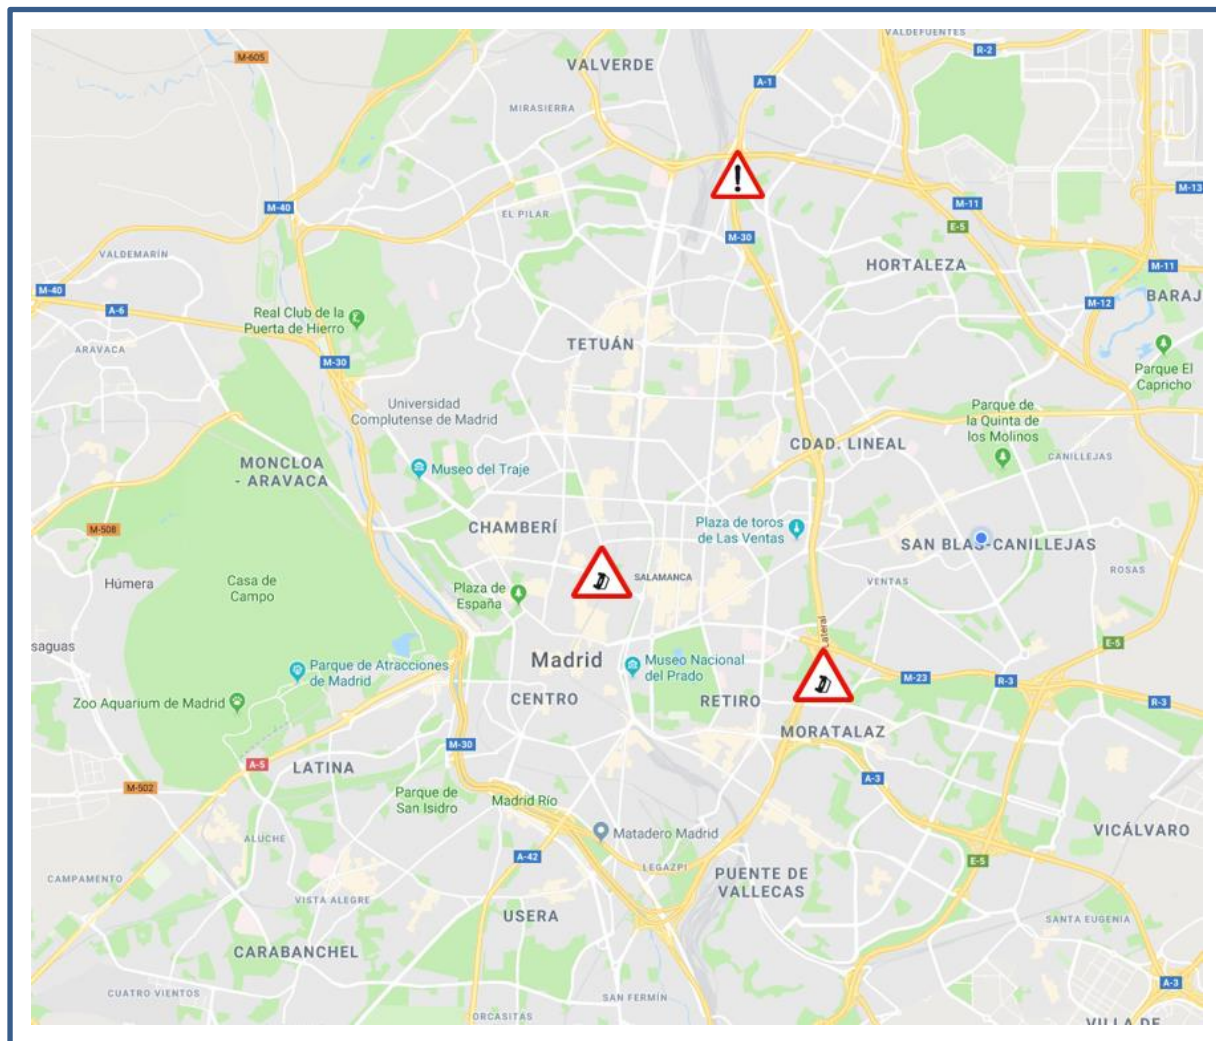 VALDEFUENTES
M-605
R-2
VALVERDE
A-1
MIRASIERRA
M-13
M-40
M-11
EL PILAR
E-5
M-30
VALDEMARÍN
HORTALEZA
M-11
M-40
BARAJ
A-6
Real Club de la
Puerta de Hierro
M-12
TETUÁN
ARAVACA
M-30
Parque El
Capricho
Universidad
Complutense de Madrid
Parque de
la Quinta de
los Molinos
CDAD. LINEAL
CANILLEJAS
MONCLOA
- ARAVACA
Museo del Traje
M-508
CHAMBERÍ
Plaza de toros
de Las Ventas
SAN BLAS-CANILLEJAS
Húmera
Casa de
Campo
Plaza de
España
SALAMANCA
VENTAS
ROSAS
Lateral
E-5
saguas
Parque de Atracciones
de Madrid
Madrid
Museo Nacional
del Prado
M-23
R-3
R-3
Zoo Aquarium de Madrid
CENTRO
RETIRO
MORATALAZ
M-30
A-5
LATINA
A-3
M-502
Parque de
San Isidro
Madrid Río
Matadero Madrid
VICÁLVARO
ALUCHE
A-42
LEGAZPI
E-5
CAMPAMENTO
PUENTE DE
VALLECAS
VISTA ALEGRE
USERA
SANTA EUGENIA
CARABANCHEL
A-3
CUATRO VIENTOS
SAN FERMÍN
ORCASITAS
VILLA DE